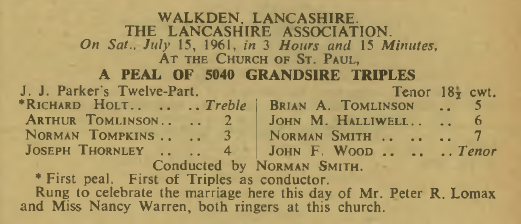 WALKDEN, LANCASHIRE.
THE LANCASHIRE ASSOCIATION.
On Sat., July 15, 1961, in 3 Hours and 15 Minutes,
AT THE CHURCH OF ST. PAUL,
A PEAL OF 5040 GRANDSIRE TRIPLES
J. J. Parker's Twelve-Part. Tenor 18½ cwt.
*RICHARD HOLT.. .. .. Treble | BRIAN A. TOMLINSON .. 5
ARTHUR TOMLINSON.. .. 2 | JOHN M. HALLIWELL.. .. 6
NORMAN TOMPKINS .. .. 3 | NORMAN SMITH .. .. .. 7
JOSEPH THORNLEY .. .. 4 | JOHN F. WOOD .. .. .. Tenor
Conducted by NORMAN SMITH.
* First peal. First of Triples as conductor.
Rung to celebrate the marriage here this day of Mr. Peter R. Lomax
and Miss Nancy Warren, both ringers at this church.